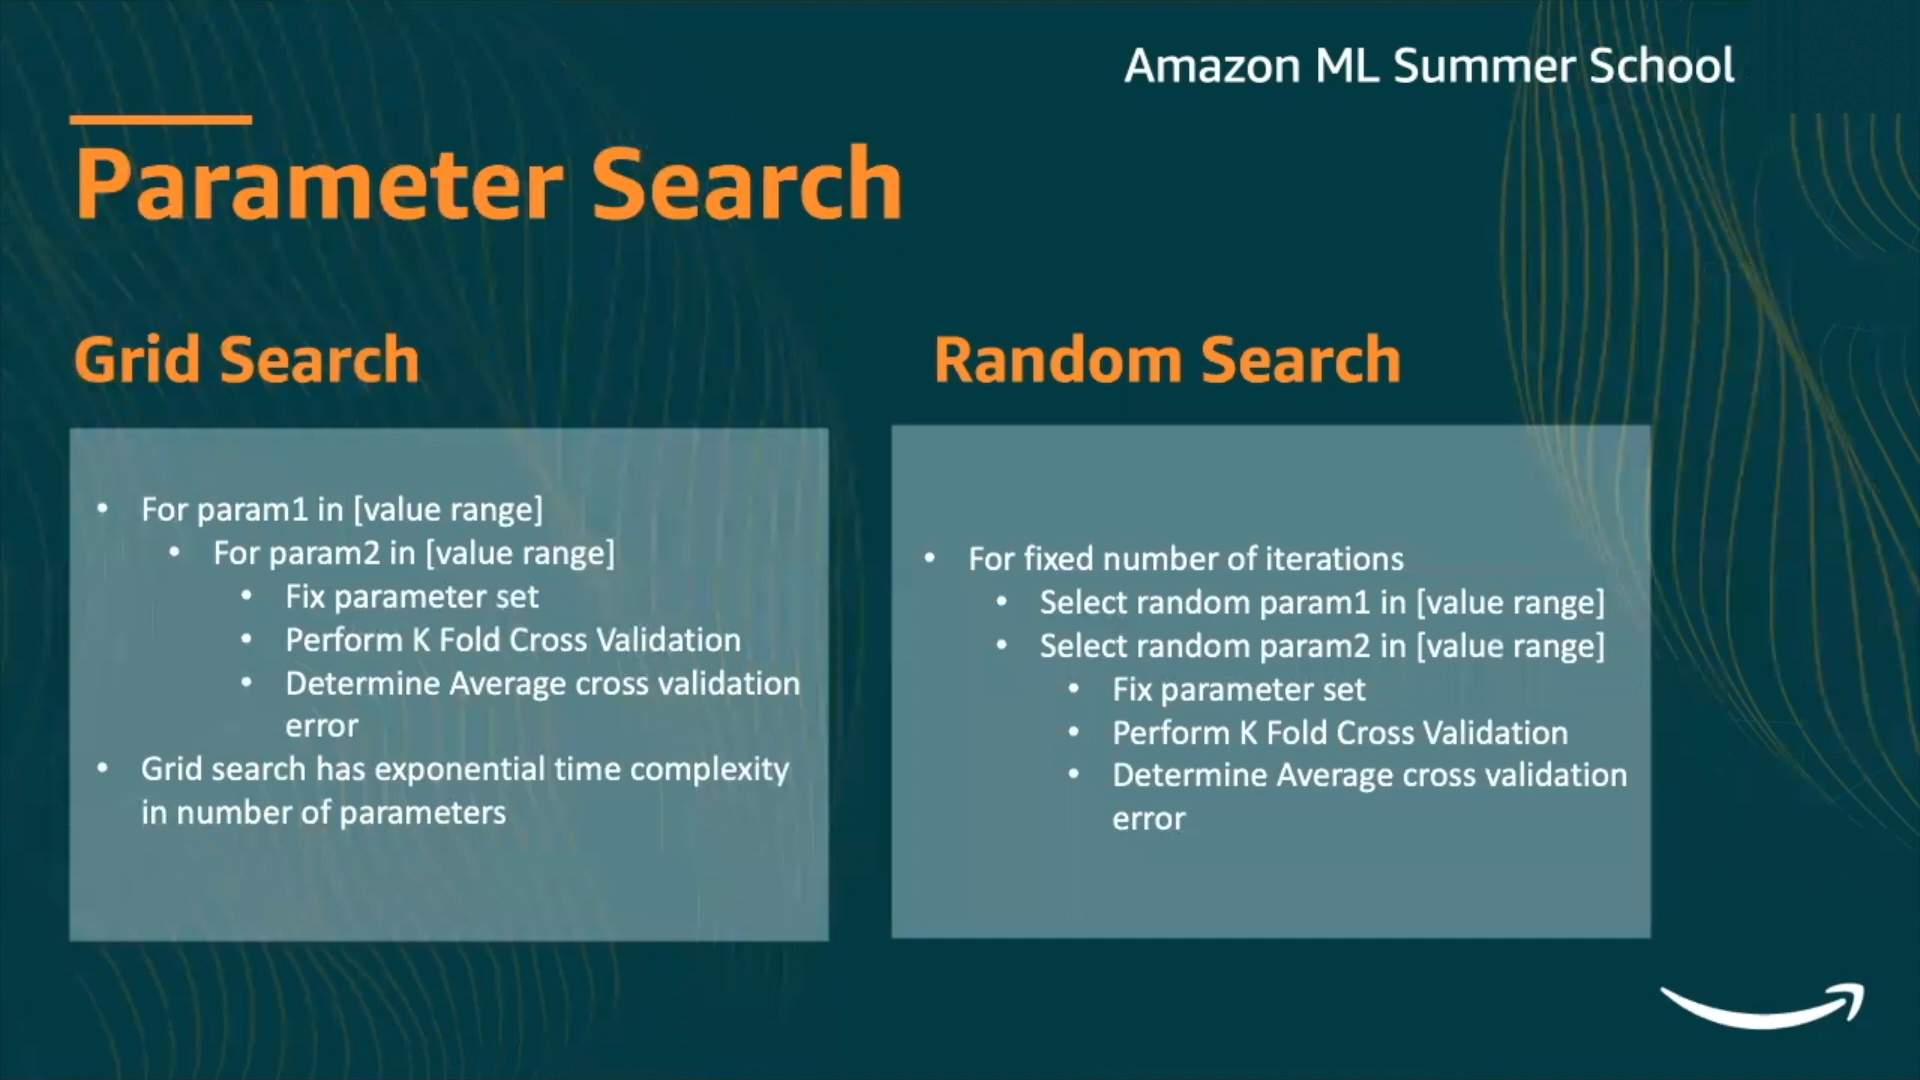 Amazon ML Summer School
Parameter Search
Grid Search
• For param1 in [value range]
• For param2 in [value range]
• Fix parameter set
• Perform K Fold Cross Validation
• Determine Average cross validation
error
• Grid search has exponential time complexity
in number of parameters
Random Search
• For fixed number of iterations
• Select random param1 in [value range]
• Select random param2 in [value range]
• Fix parameter set
• Perform K Fold Cross Validation
• Determine Average cross validation
error